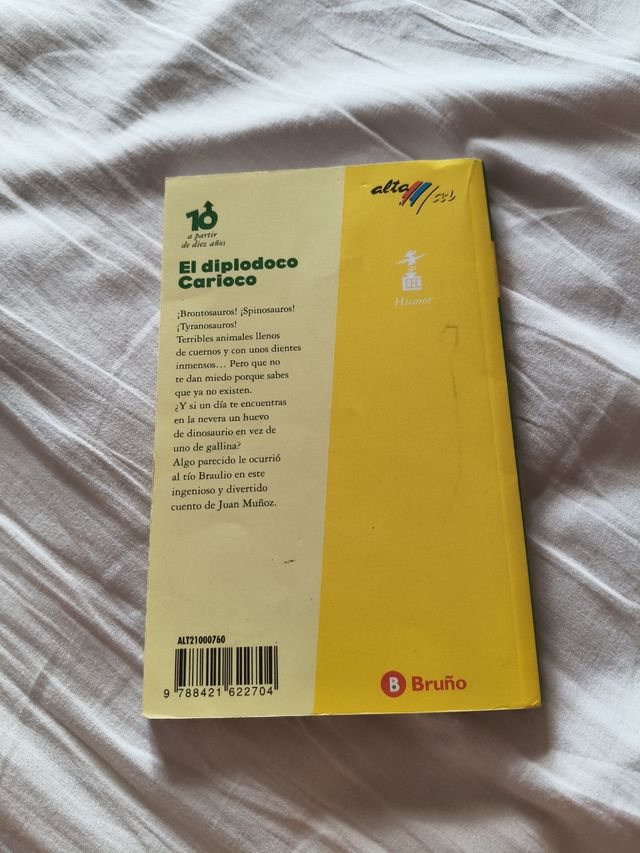 10
a partir
de diez años
El diplodoco
Carioco
¡Brontosauros! ¡Spinosauros!
¡Tyranosauros!
Terribles animales llenos
de cuernos y con unos dientes
inmensos... Pero que no
te dan miedo porque sabes
que ya no existen.
¿Y si un día te encuentras
en la nevera un huevo
de dinosaurio en vez de
uno de gallina?
Algo parecido le ocurrió
al tío Braulio en este
ingenioso y divertido
cuento de Juan Muñoz.
ALT21000760
9 788421 622704
alta
H
Humor
B Bruño